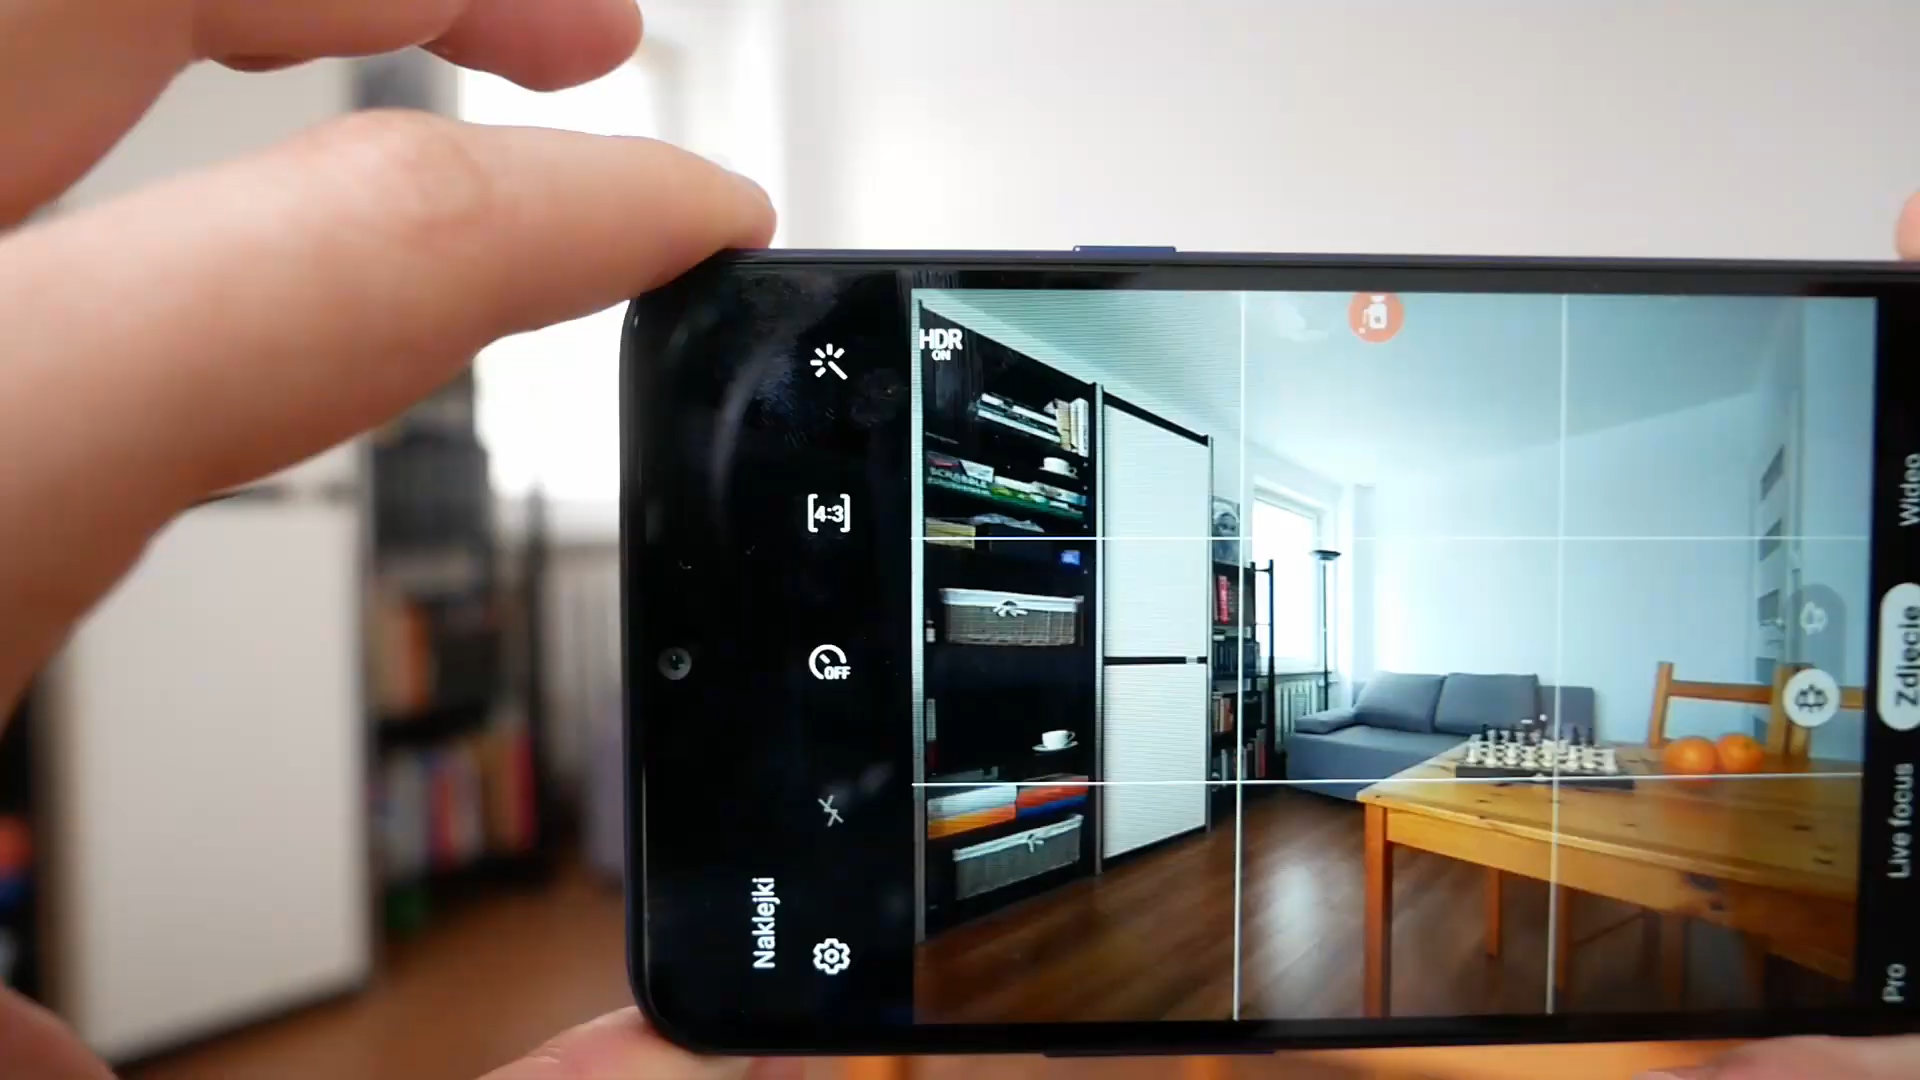 HDR
ON
SCRABBLE
4:3
OFF
Naklejki
Wideo
Zdjęcie
Live focus
Pro